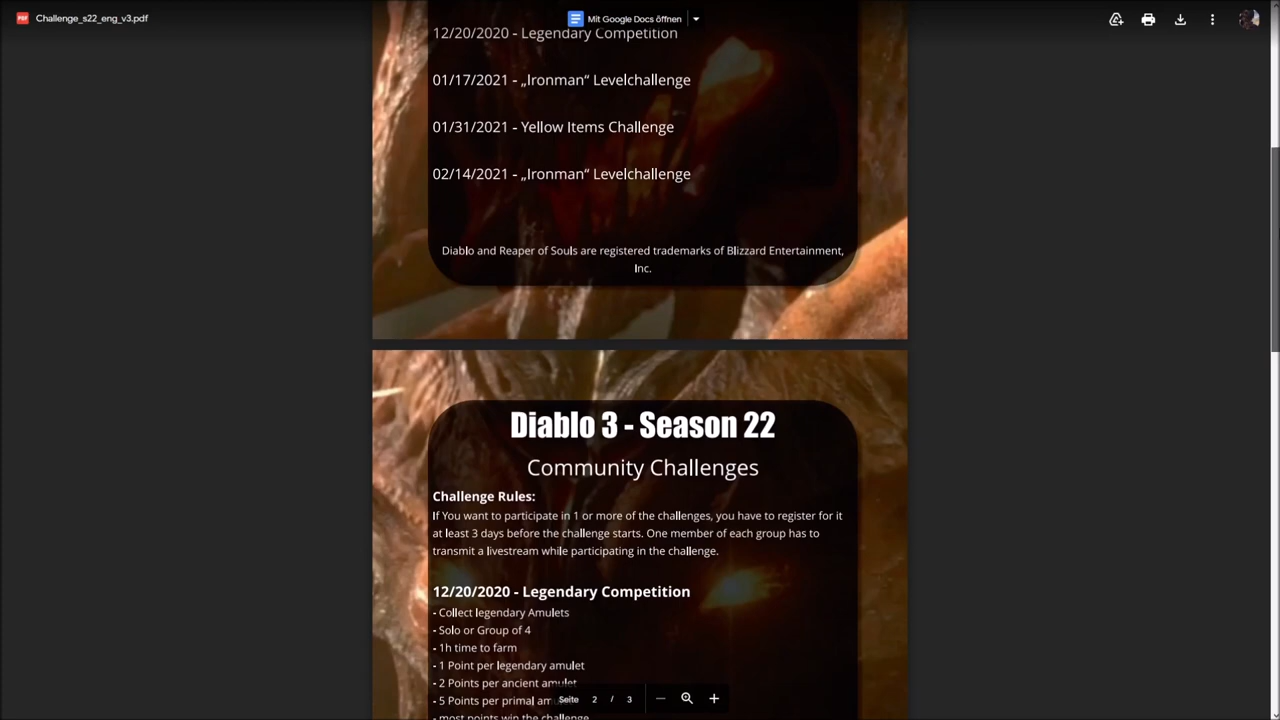 Challenge_s22_eng_v3.pdf
Mit Google Docs öffnen
12/20/2020 - Legendary Competition
01/17/2021 - „Ironman“ Levelchallenge
01/31/2021 - Yellow Items Challenge
02/14/2021 - „Ironman“ Levelchallenge
Diablo and Reaper of Souls are registered trademarks of Blizzard Entertainment,
Inc.
Diablo 3 - Season 22
Community Challenges
Challenge Rules:
If You want to participate in 1 or more of the challenges, you have to register for it
at least 3 days before the challenge starts. One member of each group has to
transmit a livestream while participating in the challenge.
12/20/2020 - Legendary Competition
- Collect legendary Amulets
- Solo or Group of 4
- 1h time to farm
- 1 Point per legendary amulet
- 2 Points per ancient amulet
- 5 Points per primal am
Seite 2 / 3
- most points win the challenge